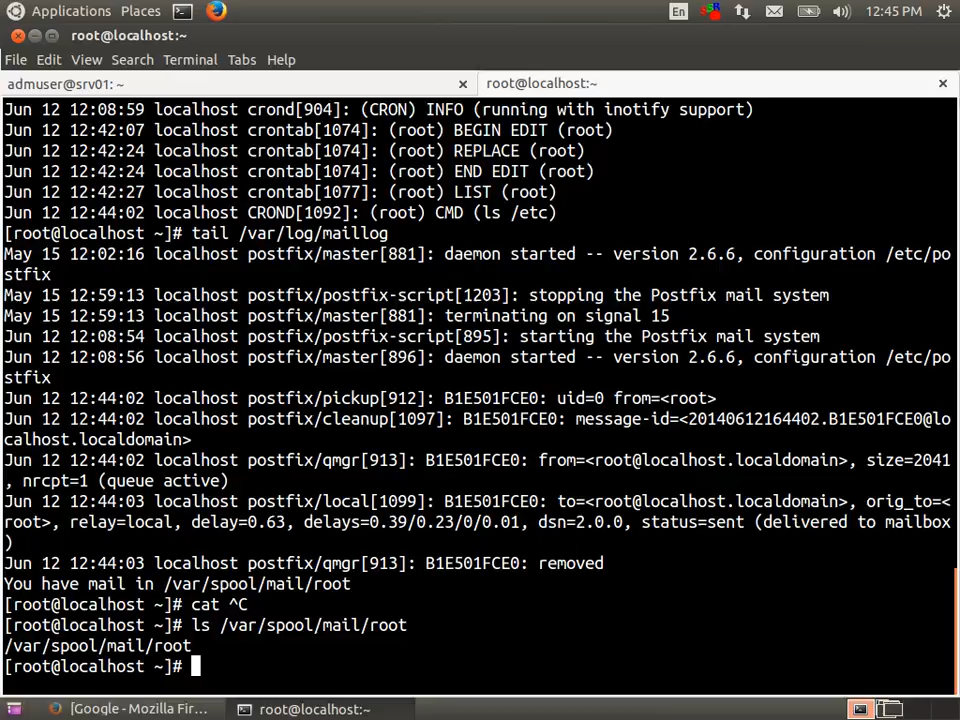 Applications Places En 12:45 PM
root@localhost:~
File Edit View Search Terminal Tabs Help
admuser@srv01: ~ × root@localhost:~ ×
Jun 12 12:08:59 localhost crond[904]: (CRON) INFO (running with inotify support)
Jun 12 12:42:07 localhost crontab[1074]: (root) BEGIN EDIT (root)
Jun 12 12:42:24 localhost crontab[1074]: (root) REPLACE (root)
Jun 12 12:42:24 localhost crontab[1074]: (root) END EDIT (root)
Jun 12 12:42:27 localhost crontab[1077]: (root) LIST (root)
Jun 12 12:44:02 localhost CROND[1092]: (root) CMD (ls /etc)
[root@localhost ~]# tail /var/log/maillog
May 15 12:02:16 localhost postfix/master[881]: daemon started -- version 2.6.6, configuration /etc/po
stfix
May 15 12:59:13 localhost postfix/postfix-script[1203]: stopping the Postfix mail system
May 15 12:59:13 localhost postfix/master[881]: terminating on signal 15
Jun 12 12:08:54 localhost postfix/postfix-script[895]: starting the Postfix mail system
Jun 12 12:08:56 localhost postfix/master[896]: daemon started -- version 2.6.6, configuration /etc/po
stfix
Jun 12 12:44:02 localhost postfix/pickup[912]: B1E501FCE0: uid=0 from=<root>
Jun 12 12:44:02 localhost postfix/cleanup[1097]: B1E501FCE0: message-id=<20140612164402.B1E501FCE0@lo
calhost.localdomain>
Jun 12 12:44:02 localhost postfix/qmgr[913]: B1E501FCE0: from=<root@localhost.localdomain>, size=2041
, nrcpt=1 (queue active)
Jun 12 12:44:03 localhost postfix/local[1099]: B1E501FCE0: to=<root@localhost.localdomain>, orig_to=<
root>, relay=local, delay=0.63, delays=0.39/0.23/0/0.01, dsn=2.0.0, status=sent (delivered to mailbox
)
Jun 12 12:44:03 localhost postfix/qmgr[913]: B1E501FCE0: removed
You have mail in /var/spool/mail/root
[root@localhost ~]# cat ^C
[root@localhost ~]# ls /var/spool/mail/root
/var/spool/mail/root
[root@localhost ~]#
[Google - Mozilla Fir... root@localhost:~